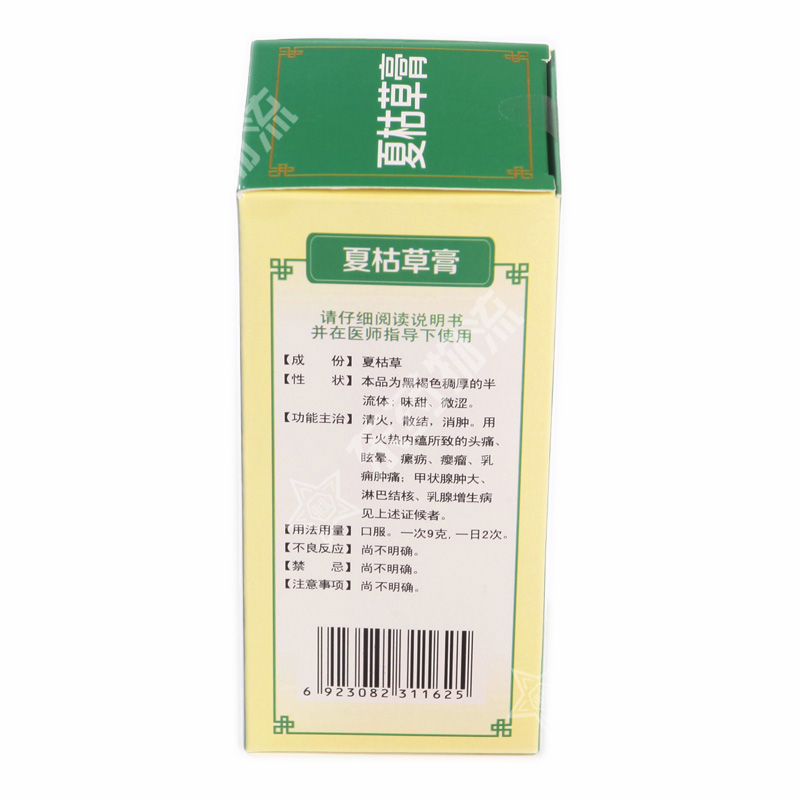 夏枯草膏
夏枯草膏
请仔细阅读说明书
并在医师指导下使用
【成　份】夏枯草
【性　状】本品为黑褐色稠厚的半
流体；味甜、微涩。
【功能主治】清火，散结，消肿。用
于火热内蕴所致的头痛、
眩晕、瘰疬、瘿瘤、乳
痈肿痛；甲状腺肿大、
淋巴结核、乳腺增生病
见上述证候者。
【用法用量】口服。一次9克，一日2次。
【不良反应】尚不明确。
【禁　忌】尚不明确。
【注意事项】尚不明确。
6 923082 311625
物流
物流